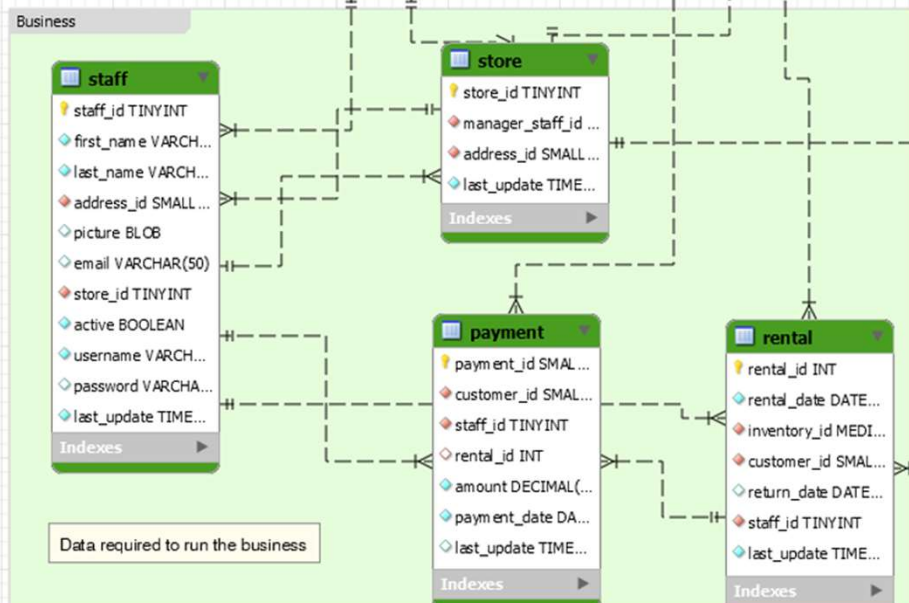 Business
staff
staff_id TINYINT
first_name VARCH...
last_name VARCH...
address_id SMALL...
picture BLOB
email VARCHAR(50)
store_id TINYINT
active BOOLEAN
username VARCH...
password VARCHA...
last_update TIME...
Indexes
store
store_id TINYINT
manager_staff_id ...
address_id SMALL...
last_update TIME...
Indexes
payment
payment_id SMAL...
customer_id SMAL...
staff_id TINYINT
rental_id INT
amount DECIMAL(...
payment_date DA...
last_update TIME...
Indexes
rental
rental_id INT
rental_date DATE...
inventory_id MEDI...
customer_id SMAL...
return_date DATE...
staff_id TINYINT
last_update TIME...
Indexes
Data required to run the business